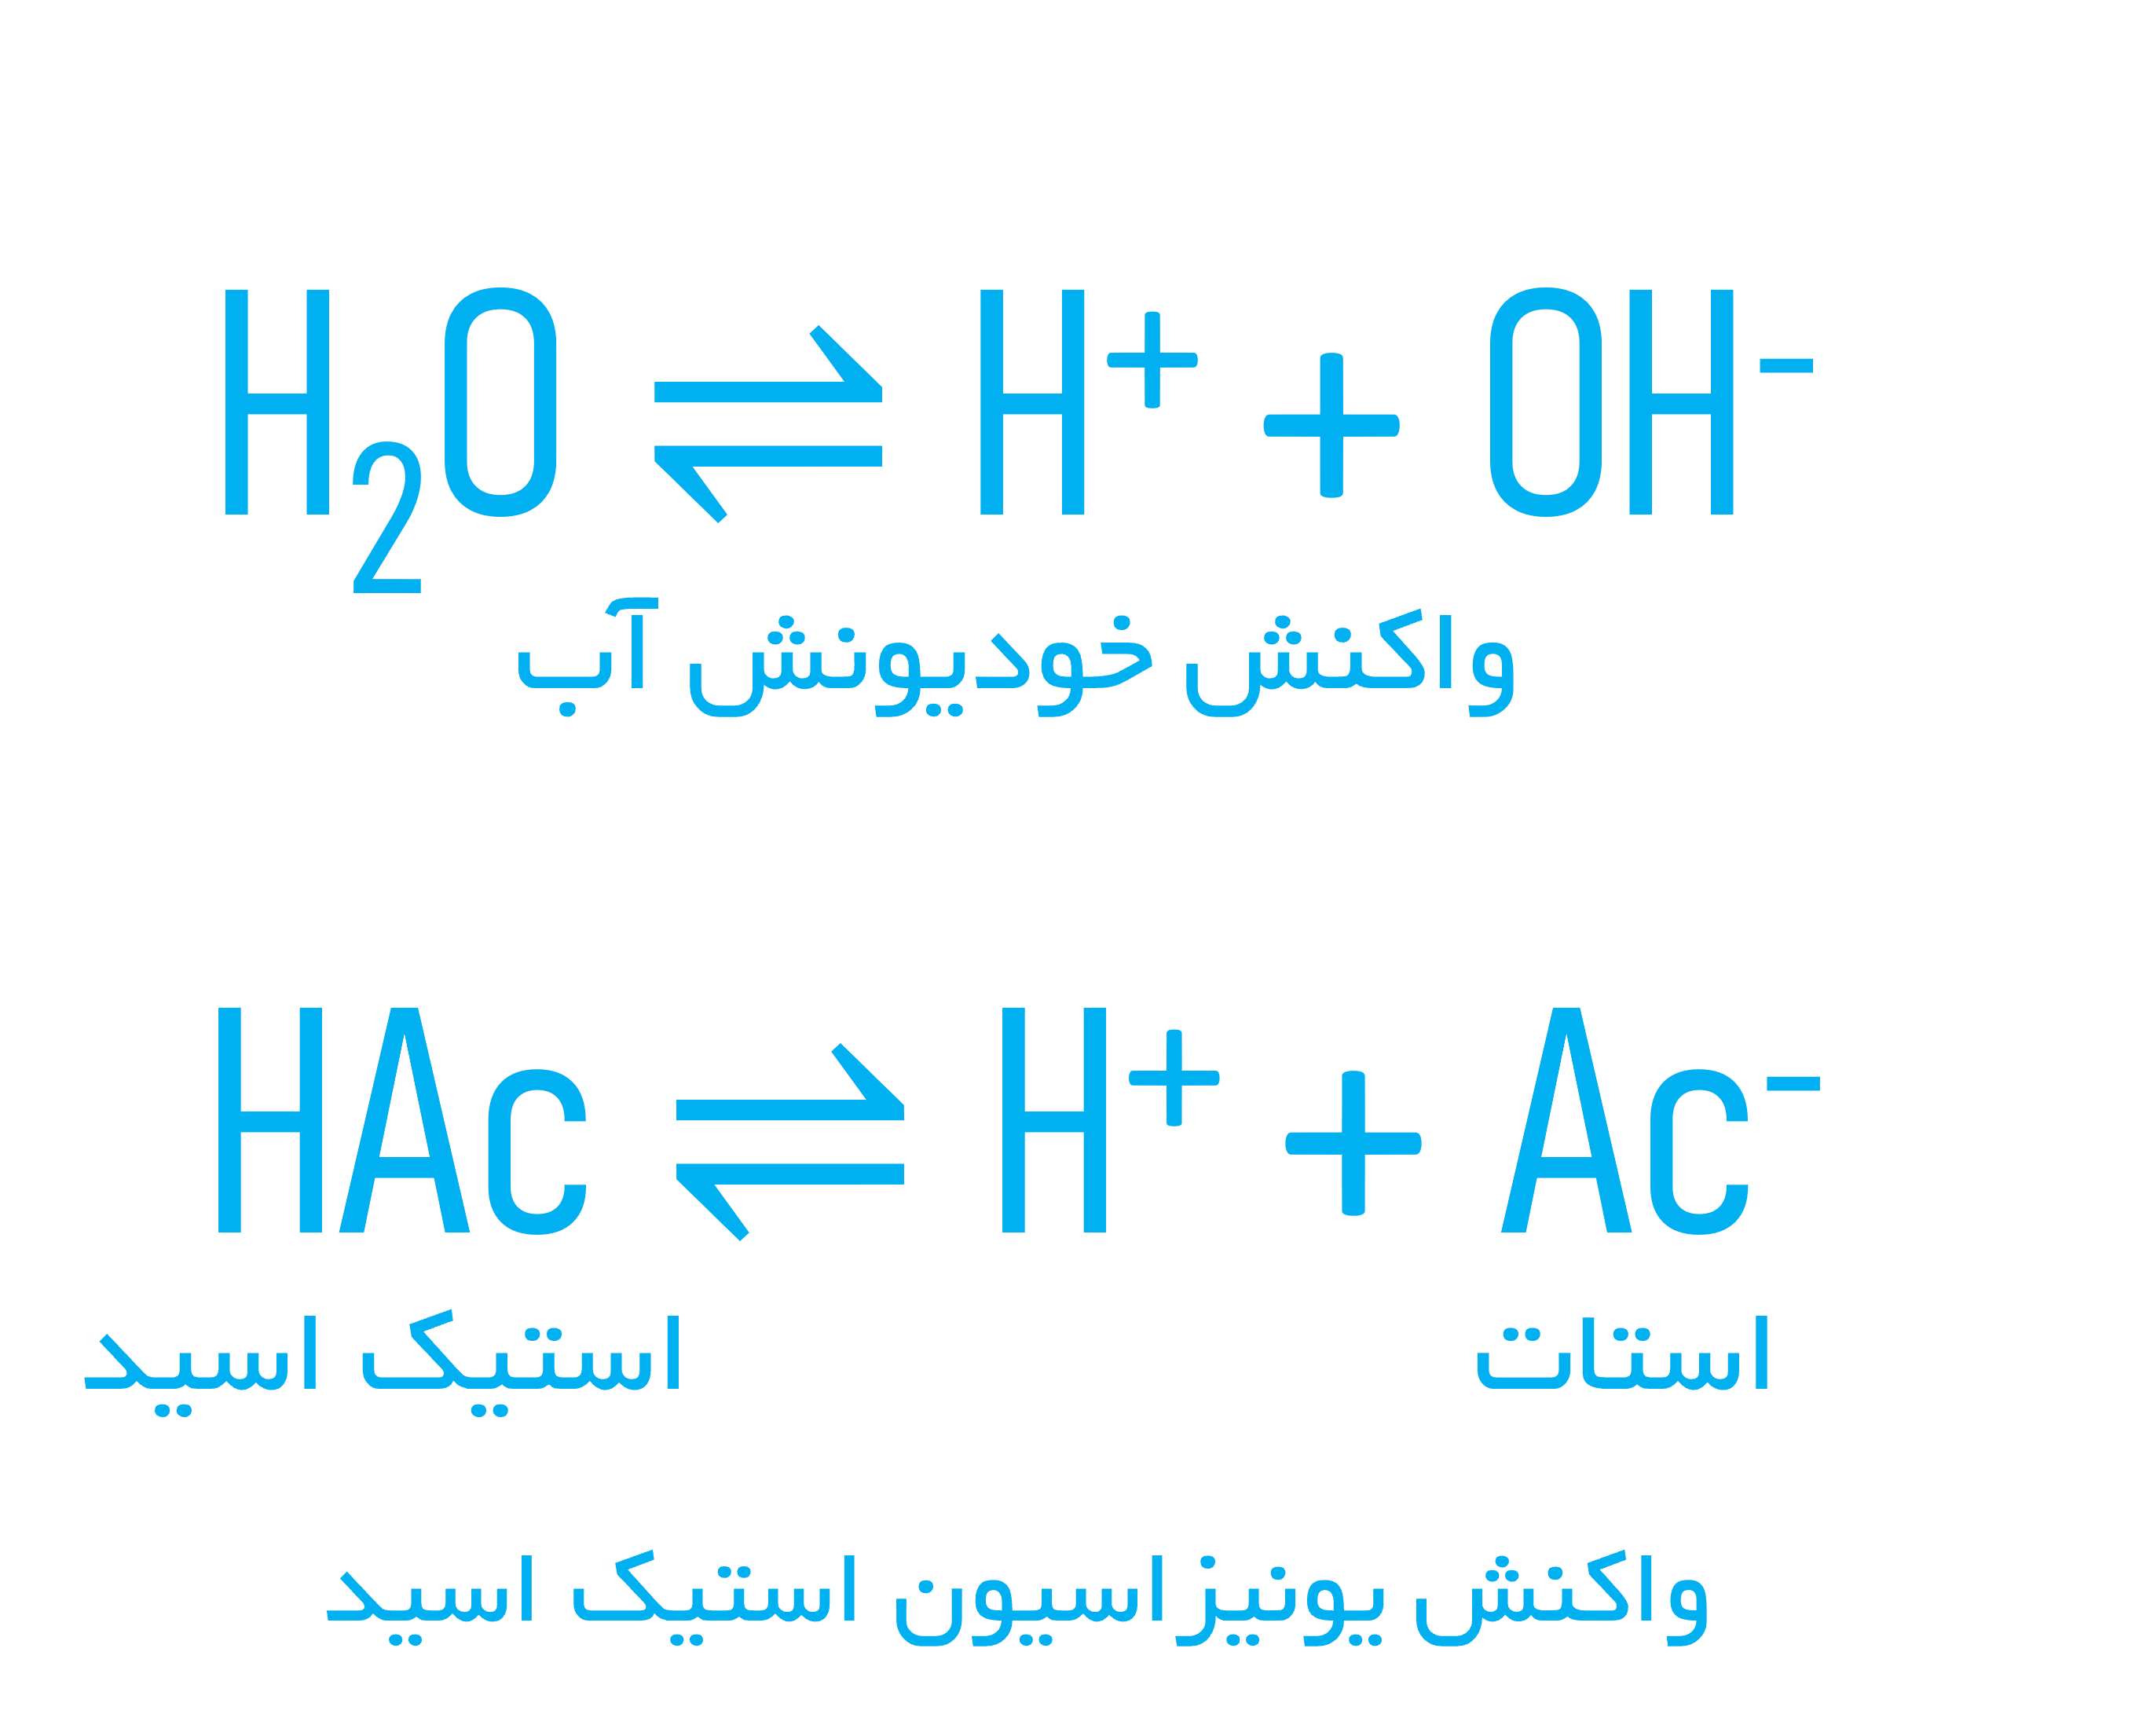 H₂O ⇌ H⁺ + OH⁻
واکنش خودیونش آب
HAc ⇌ H⁺ + Ac⁻
استیک اسید
استات
واکنش یونیزاسیون استیک اسید